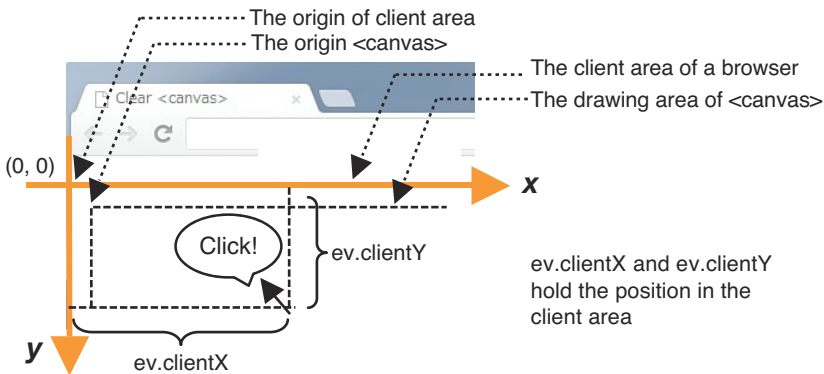 The origin of client area
The origin <canvas>
The client area of a browser
The drawing area of <canvas>
Clear <canvas>
(0, 0)
x
Click!
ev.clientY
ev.clientX and ev.clientY
hold the position in the
client area
y
ev.clientX